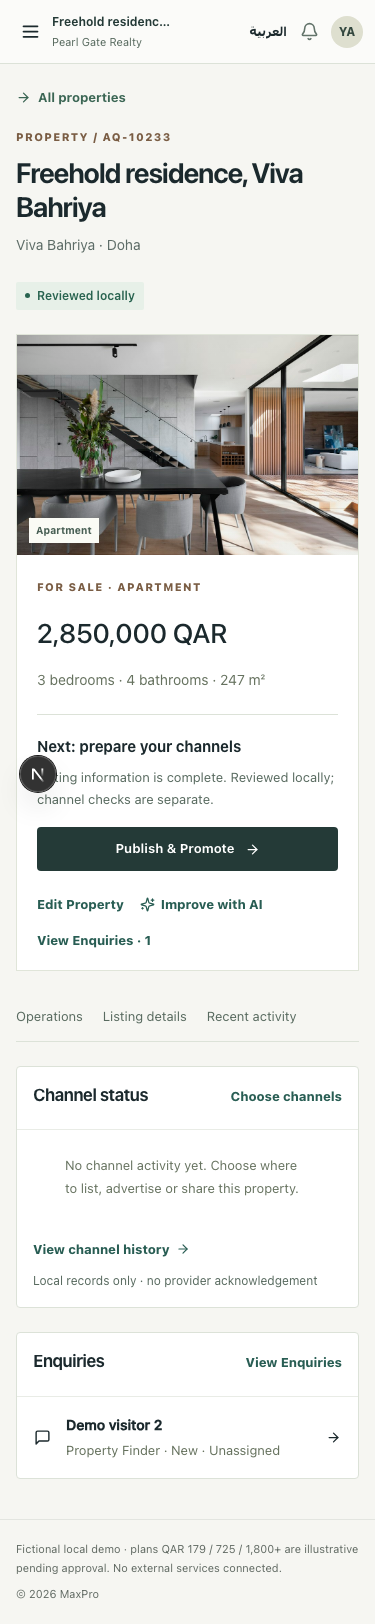 Freehold residenc...
Pearl Gate Realty
العربية
YA
All properties
PROPERTY / AQ-10233
Freehold residence, Viva
Bahriya
Viva Bahriya · Doha
Reviewed locally
Apartment
FOR SALE · APARTMENT
2,850,000 QAR
3 bedrooms · 4 bathrooms · 247 m²
Next: prepare your channels
N
ting information is complete. Reviewed locally;
channel checks are separate.
Publish & Promote
Edit Property
Improve with AI
View Enquiries · 1
Operations
Listing details
Recent activity
Channel status
Choose channels
No channel activity yet. Choose where
to list, advertise or share this property.
View channel history
Local records only · no provider acknowledgement
Enquiries
View Enquiries
Demo visitor 2
Property Finder · New · Unassigned
Fictional local demo · plans QAR 179 / 725 / 1,800+ are illustrative
pending approval. No external services connected.
© 2026 MaxPro